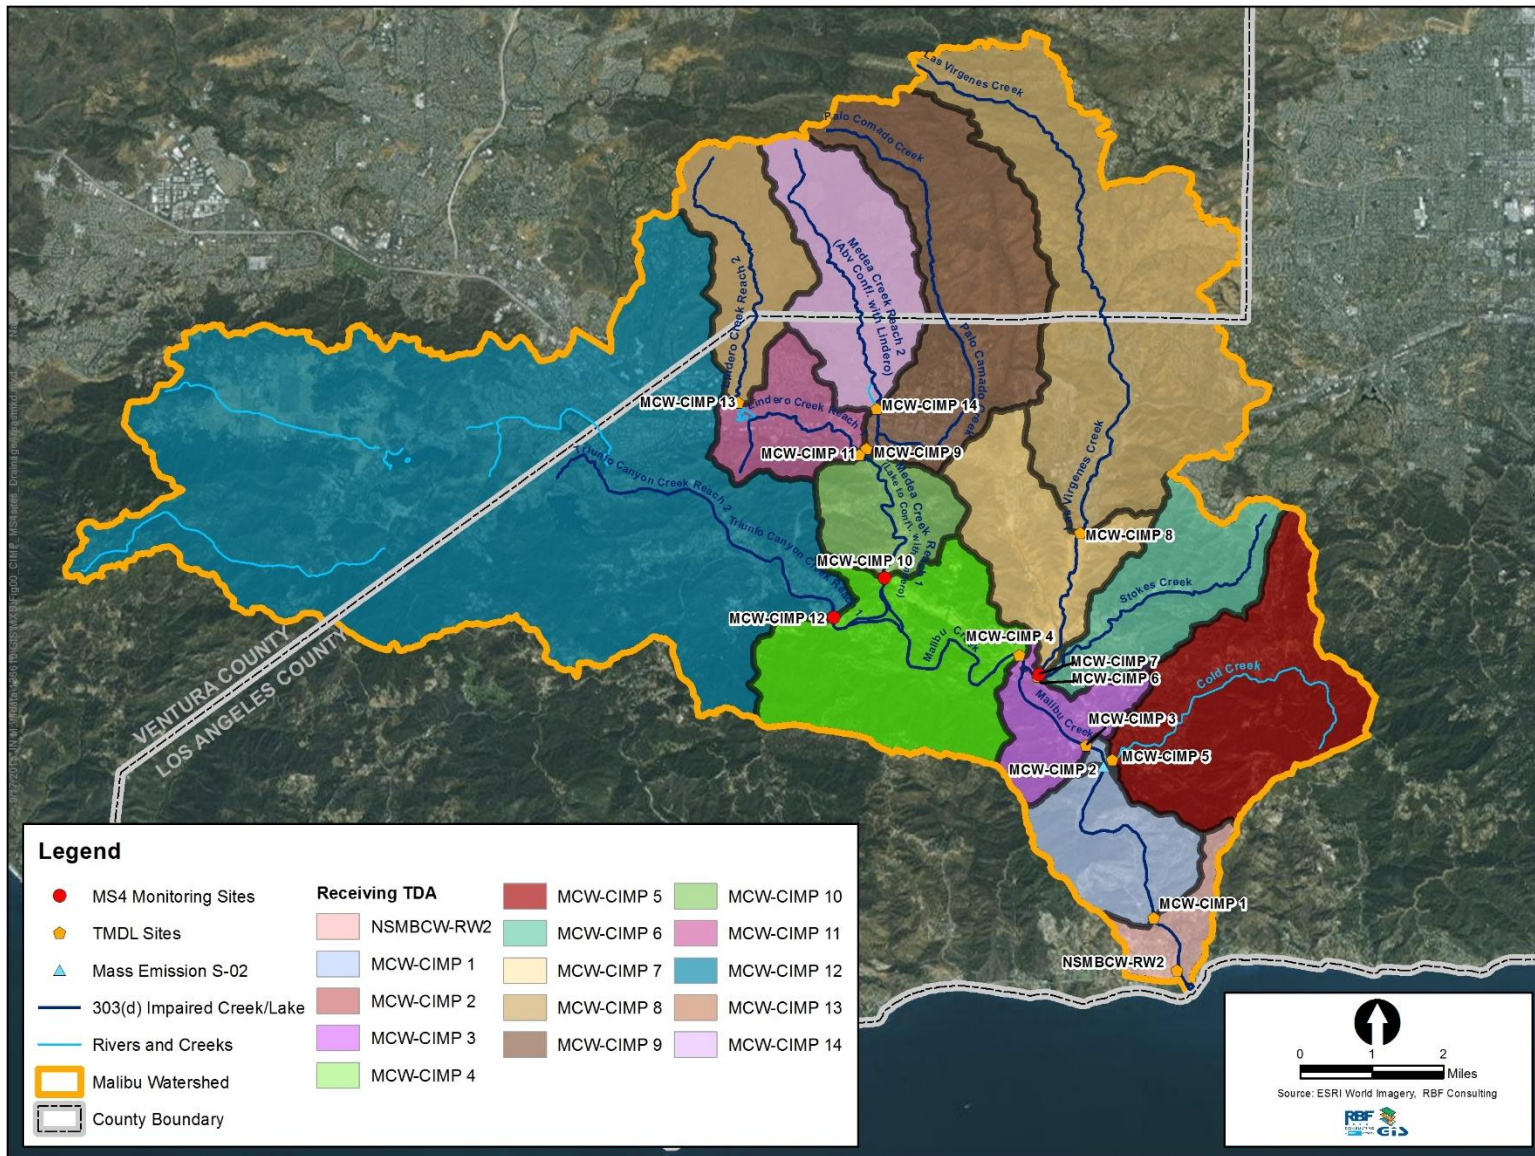 Las Virgenes Creek
Palo Comado Creek
Medea Creek Reach 2
(Abv Confl. with Lindero)
Lindero Creek Reach 2
Palo Camado Creek
MCW-CIMP 13
Lindero Creek Reach
MCW-CIMP 14
MCW-CIMP 11
MCW-CIMP 9
Triunfo Canyon Creek Reach 2
Triunfo Canyon Creek Reach 1
Medea Creek Reach 1
(Lake to Confl. with Lindero)
Virgenes Creek
MCW-CIMP 8
MCW-CIMP 10
Stokes Creek
MCW-CIMP 12
Malibu Creek
MCW-CIMP 4
MCW-CIMP 7
MCW-CIMP 6
Cold Creek
Malibu Creek
MCW-CIMP 3
MCW-CIMP 5
MCW-CIMP 2
VENTURA COUNTY
LOS ANGELES COUNTY
MCW-CIMP 1
NSMBCW-RW2
Legend
MS4 Monitoring Sites
TMDL Sites
Mass Emission S-02
303(d) Impaired Creek/Lake
Rivers and Creeks
Malibu Watershed
County Boundary
Receiving TDA
NSMBCW-RW2
MCW-CIMP 1
MCW-CIMP 2
MCW-CIMP 3
MCW-CIMP 4
MCW-CIMP 5
MCW-CIMP 6
MCW-CIMP 7
MCW-CIMP 8
MCW-CIMP 9
MCW-CIMP 10
MCW-CIMP 11
MCW-CIMP 12
MCW-CIMP 13
MCW-CIMP 14
0 1 2
Miles
Source: ESRI World Imagery, RBF Consulting
RBF
CONSULTING
GIS